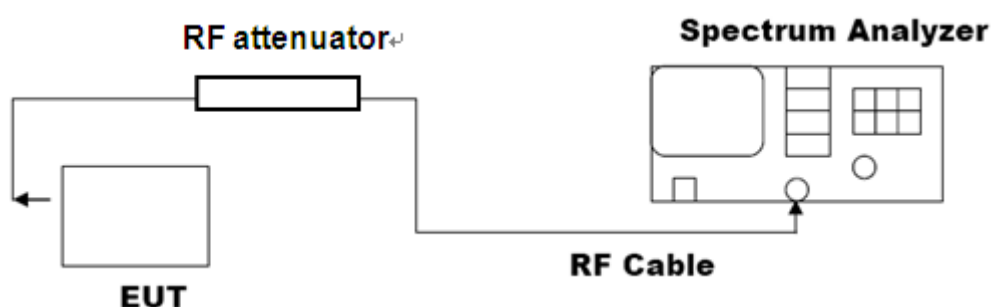 RF attenuator↵
Spectrum Analyzer
RF Cable
EUT